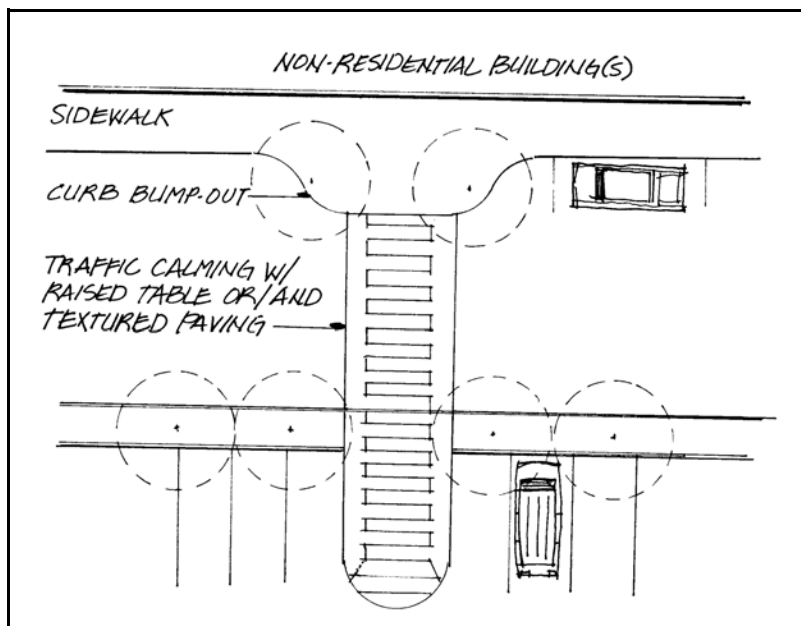 NON-RESIDENTIAL BUILDING(S)
SIDEWALK
CURB BUMP-OUT
TRAFFIC CALMING W/
RAISED TABLE OR/AND
TEXTURED PAVING